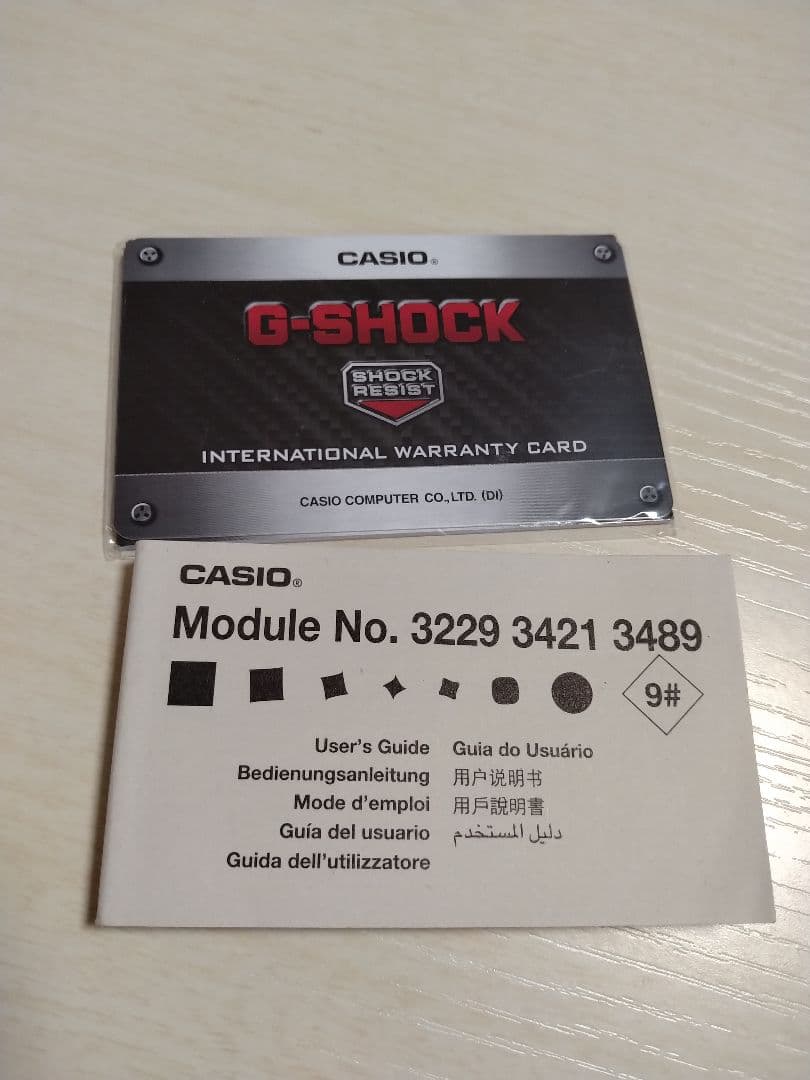 CASIO®
G-SHOCK
SHOCK
RESIST
INTERNATIONAL WARRANTY CARD
CASIO COMPUTER CO.,LTD. (DI)
CASIO®
Module No. 3229 3421 3489
9#
User's Guide
Bedienungsanleitung
Mode d'emploi
Guía del usuario
Guida dell'utilizzatore
Guia do Usuário
用户说明书
用戶說明書
دليل المستخدم